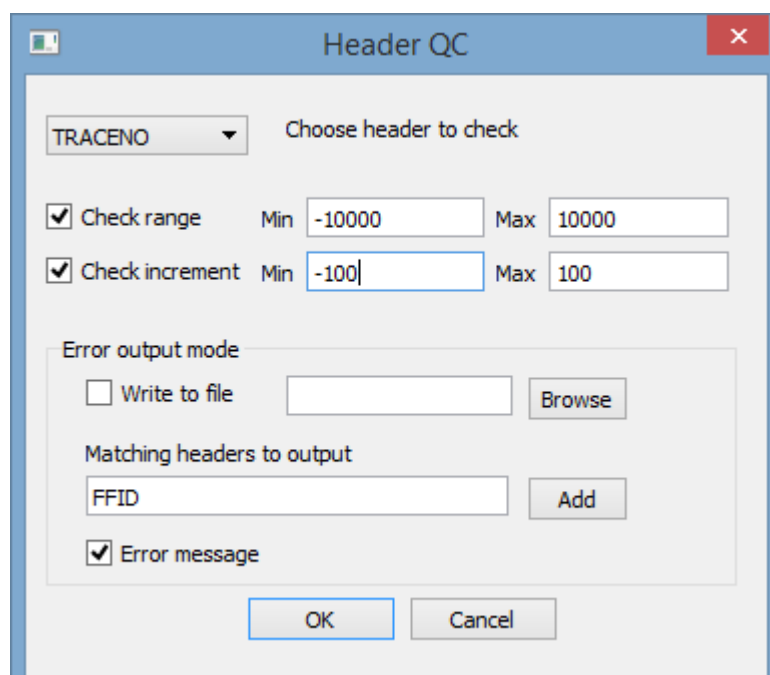 Header QC
TRACENO Choose header to check
Check range Min -10000 Max 10000
Check increment Min -100 Max 100
Error output mode
Write to file Browse
Matching headers to output
FFID Add
Error message
OK Cancel